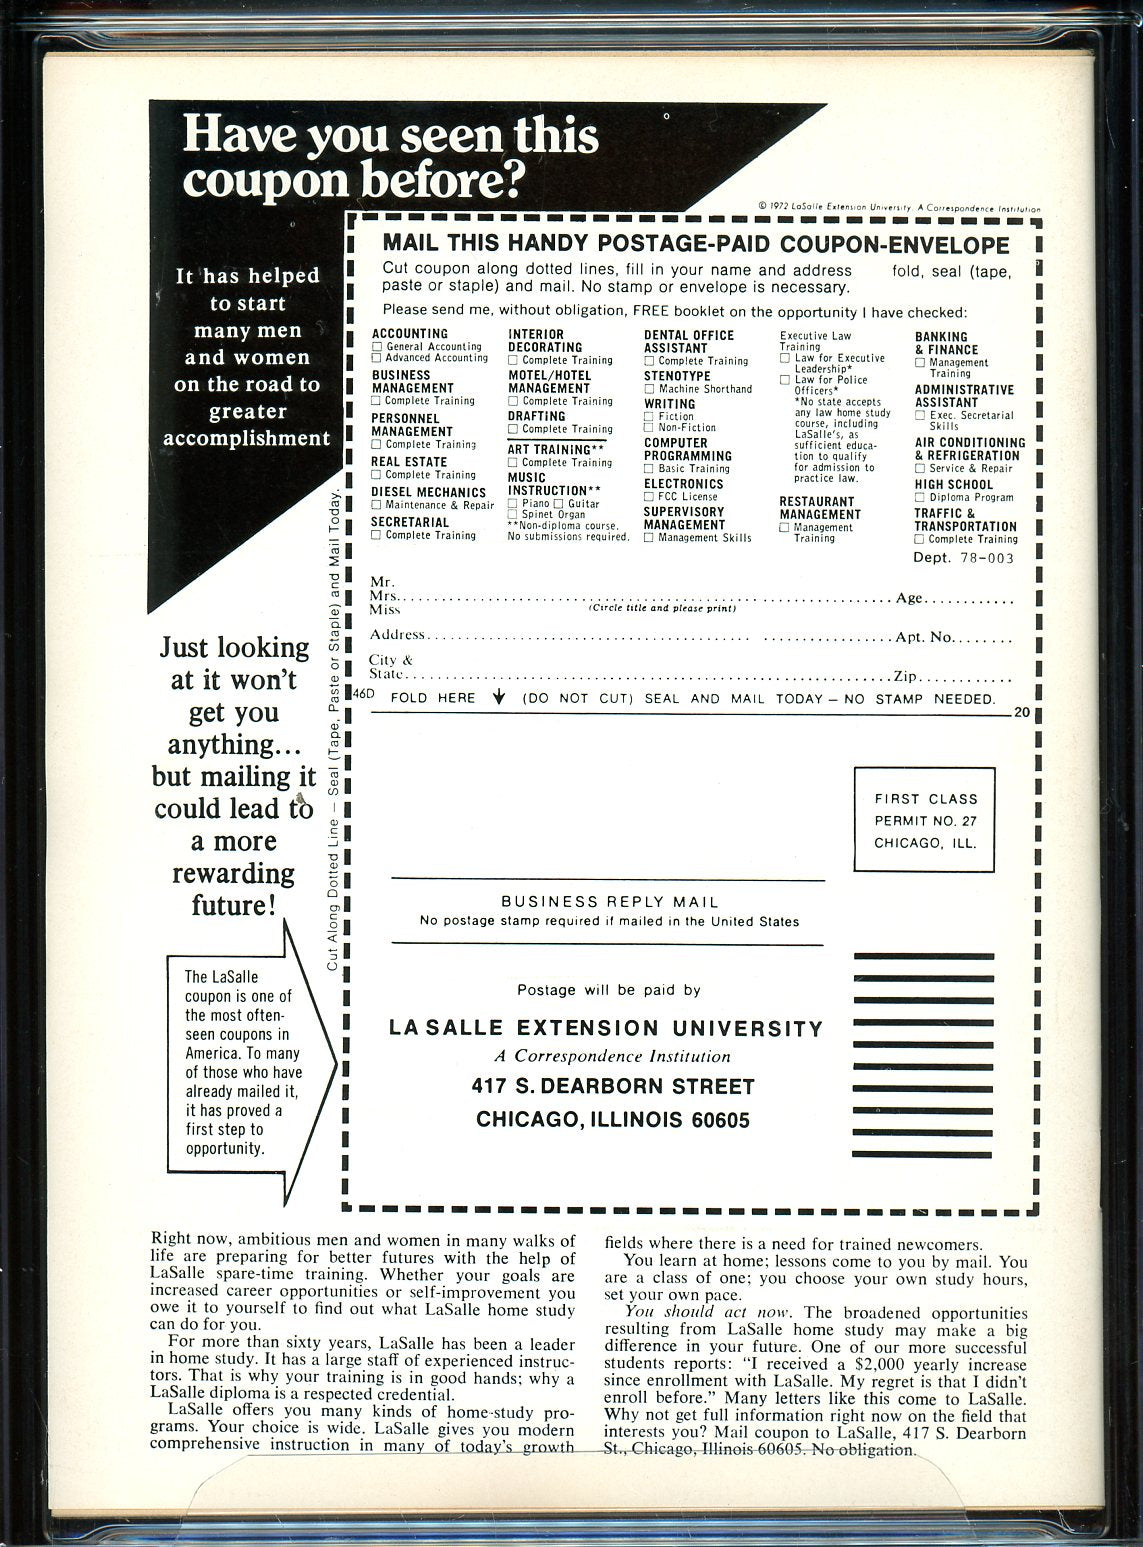 Have you seen this
coupon before?
© 1972 LaSalle Extension University, A Correspondence Institution
It has helped
to start
many men
and women
on the road to
greater
accomplishment
MAIL THIS HANDY POSTAGE-PAID COUPON-ENVELOPE
Cut coupon along dotted lines, fill in your name and address fold, seal (tape,
paste or staple) and mail. No stamp or envelope is necessary.
Please send me, without obligation, FREE booklet on the opportunity I have checked:
ACCOUNTING
☐ General Accounting
☐ Advanced Accounting
BUSINESS
MANAGEMENT
☐ Complete Training
PERSONNEL
MANAGEMENT
☐ Complete Training
REAL ESTATE
☐ Complete Training
DIESEL MECHANICS
☐ Maintenance & Repair
SECRETARIAL
☐ Complete Training
INTERIOR
DECORATING
☐ Complete Training
MOTEL/HOTEL
MANAGEMENT
☐ Complete Training
DRAFTING
☐ Complete Training
ART TRAINING**
☐ Complete Training
MUSIC
INSTRUCTION**
☐ Piano ☐ Guitar
☐ Spinet Organ
**Non-diploma course.
No submissions required.
DENTAL OFFICE
ASSISTANT
☐ Complete Training
STENOTYPE
☐ Machine Shorthand
WRITING
☐ Fiction
☐ Non-Fiction
COMPUTER
PROGRAMMING
☐ Basic Training
ELECTRONICS
☐ FCC License
SUPERVISORY
MANAGEMENT
☐ Management Skills
Executive Law
Training
☐ Law for Executive
Leadership*
☐ Law for Police
Officers*
*No state accepts
any law home study
course, including
LaSalle's, as
sufficient educa-
tion to qualify
for admission to
practice law.
RESTAURANT
MANAGEMENT
☐ Management
Training
BANKING
& FINANCE
☐ Management
Training
ADMINISTRATIVE
ASSISTANT
☐ Exec. Secretarial
Skills
AIR CONDITIONING
& REFRIGERATION
☐ Service & Repair
HIGH SCHOOL
☐ Diploma Program
TRAFFIC &
TRANSPORTATION
☐ Complete Training
Dept. 78-003
Mr.
Mrs. Age
Miss (Circle title and please print)
Address Apt. No.
City &
State Zip
46D FOLD HERE ↓ (DO NOT CUT) SEAL AND MAIL TODAY — NO STAMP NEEDED.
20
Cut Along Dotted Line — Seal (Tape, Paste or Staple) and Mail Today.
Just looking
at it won't
get you
anything...
but mailing it
could lead to
a more
rewarding
future!
The LaSalle
coupon is one of
the most often-
seen coupons in
America. To many
of those who have
already mailed it,
it has proved a
first step to
opportunity.
FIRST CLASS
PERMIT NO. 27
CHICAGO, ILL.
BUSINESS REPLY MAIL
No postage stamp required if mailed in the United States
Postage will be paid by
LA SALLE EXTENSION UNIVERSITY
A Correspondence Institution
417 S. DEARBORN STREET
CHICAGO, ILLINOIS 60605
Right now, ambitious men and women in many walks of
life are preparing for better futures with the help of
LaSalle spare-time training. Whether your goals are
increased career opportunities or self-improvement you
owe it to yourself to find out what LaSalle home study
can do for you.
For more than sixty years, LaSalle has been a leader
in home study. It has a large staff of experienced instruc-
tors. That is why your training is in good hands; why a
LaSalle diploma is a respected credential.
LaSalle offers you many kinds of home-study pro-
grams. Your choice is wide. LaSalle gives you modern
comprehensive instruction in many of today's growth
fields where there is a need for trained newcomers.
You learn at home; lessons come to you by mail. You
are a class of one; you choose your own study hours,
set your own pace.
You should act now. The broadened opportunities
resulting from LaSalle home study may make a big
difference in your future. One of our more successful
students reports: "I received a $2,000 yearly increase
since enrollment with LaSalle. My regret is that I didn't
enroll before." Many letters like this come to LaSalle.
Why not get full information right now on the field that
interests you? Mail coupon to LaSalle, 417 S. Dearborn
St., Chicago, Illinois 60605. No obligation.